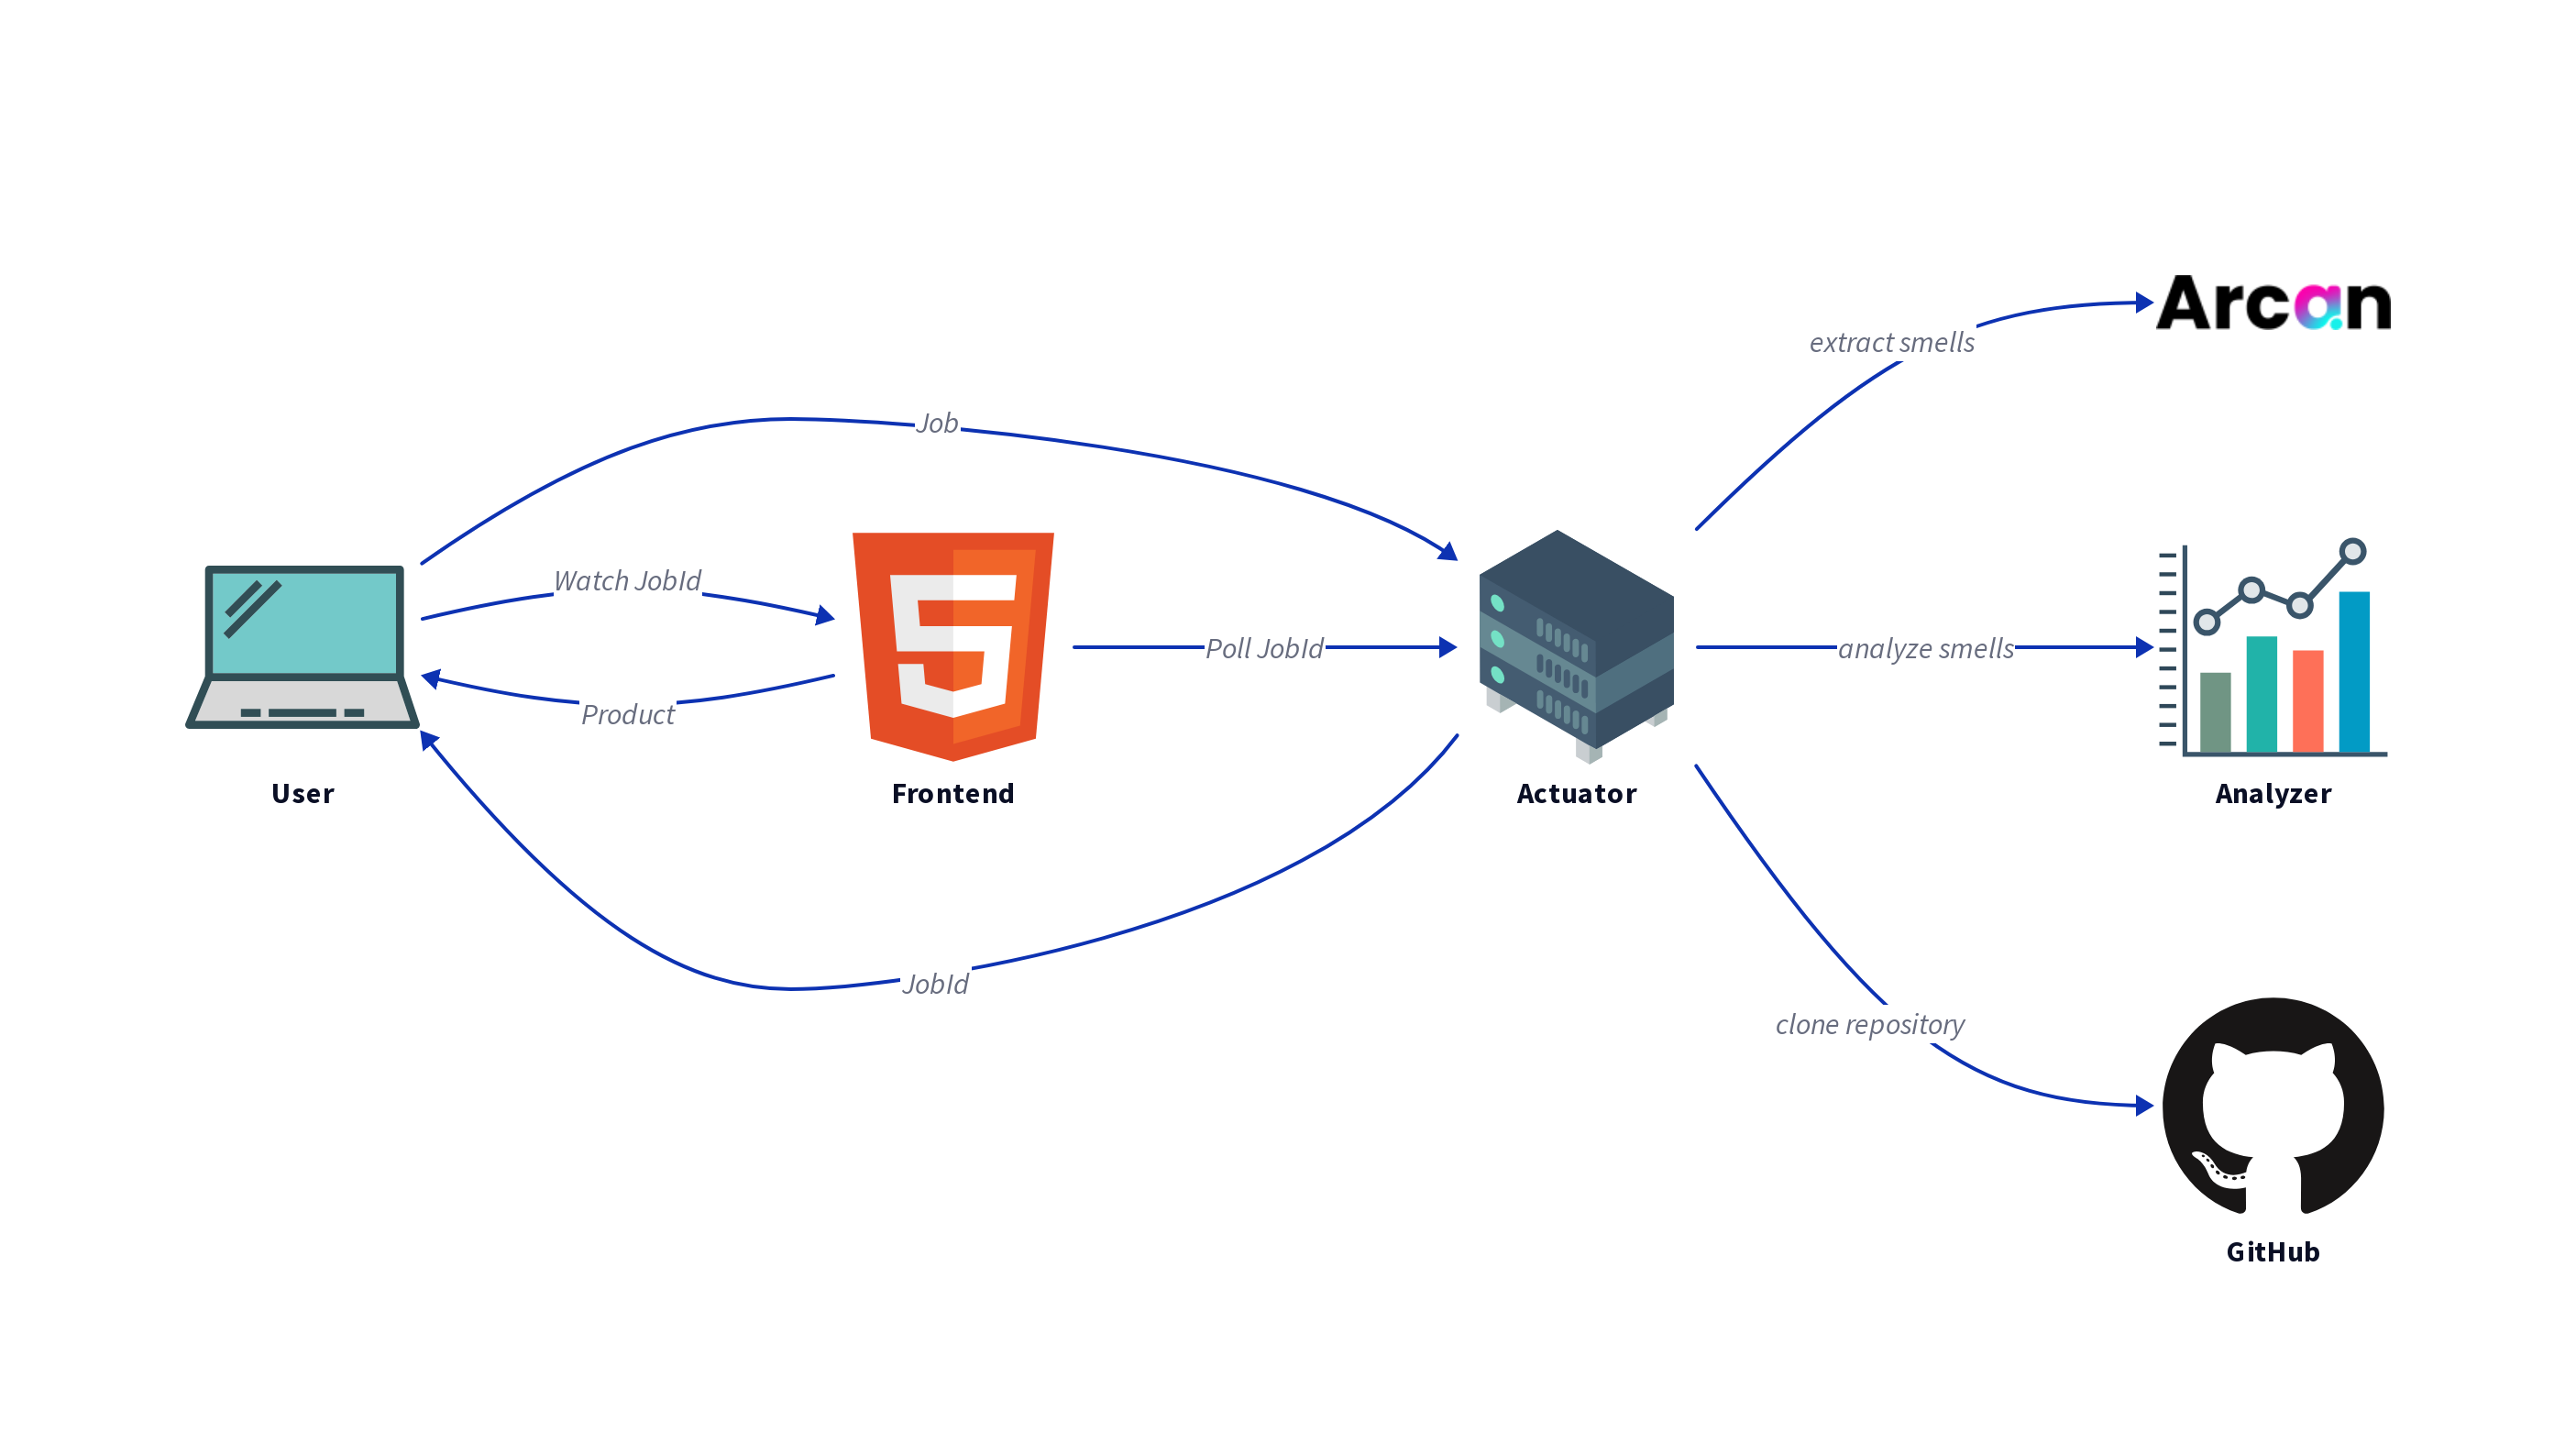 Arcan
extract smells
Job
Watch JobId
Poll JobId
analyze smells
Product
User
Frontend
Actuator
Analyzer
JobId
clone repository
GitHub